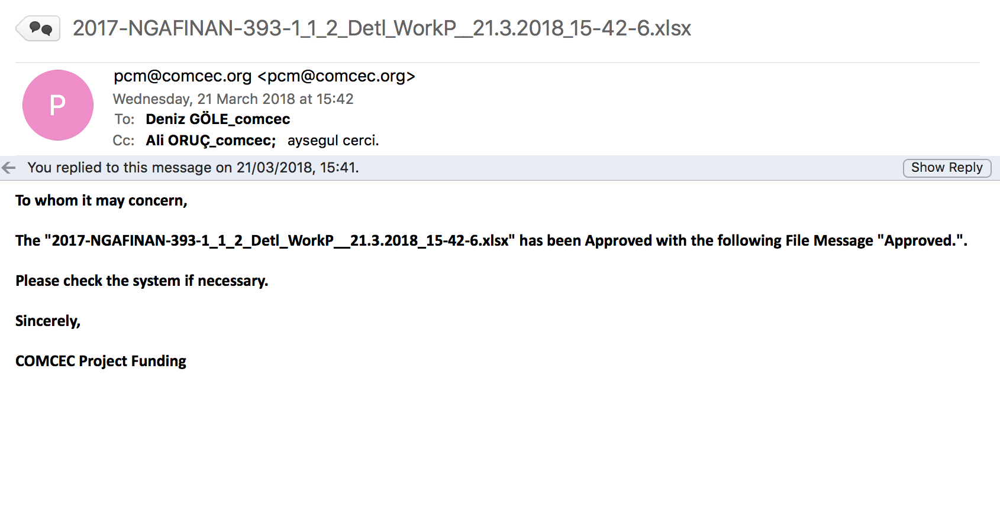 2017-NGAFINAN-393-1_1_2_Detl_WorkP__21.3.2018_15-42-6.xlsx
P
pcm@comcec.org <pcm@comcec.org>
Wednesday, 21 March 2018 at 15:42
To: Deniz GÖLE_comcec
Cc: Ali ORUÇ_comcec; aysegul cerci.
You replied to this message on 21/03/2018, 15:41.
Show Reply
To whom it may concern,
The "2017-NGAFINAN-393-1_1_2_Detl_WorkP__21.3.2018_15-42-6.xlsx" has been Approved with the following File Message "Approved.".
Please check the system if necessary.
Sincerely,
COMCEC Project Funding